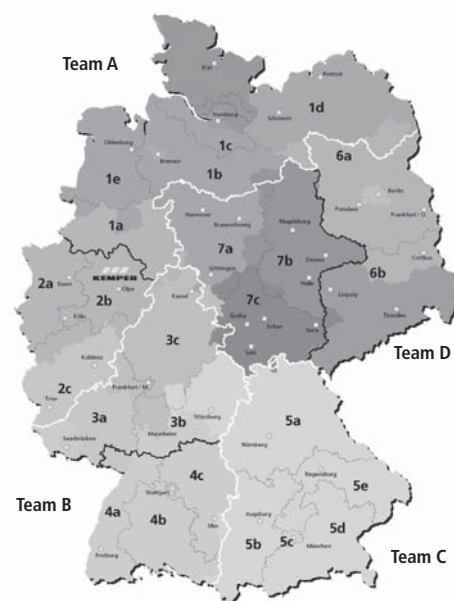 Team A
Kiel
Rostock
Hamburg
Schwerin
1d
Oldenburg
Bremen
1c
1e
1b
6a
Berlin
Potsdam
Frankfurt / O.
Hannover
Braunschweig
Magdeburg
1a
7a
7b
Cottbus
KEMPER
Göttingen
Dessau
6b
2a
Essen
Olpe
2b
Kassel
Halle
Leipzig
Köln
7c
Gotha
Erfurt
Gera
Dresden
3c
Suhl
Team D
Koblenz
2c
Frankfurt / M.
Trier
3a
3b
Würzburg
5a
Mannheim
Nürnberg
Saarbrücken
4c
Regensburg
5e
Stuttgart
Team B
4a
4b
Ulm
Augsburg
5d
5b
5c
München
Freiburg
Team C